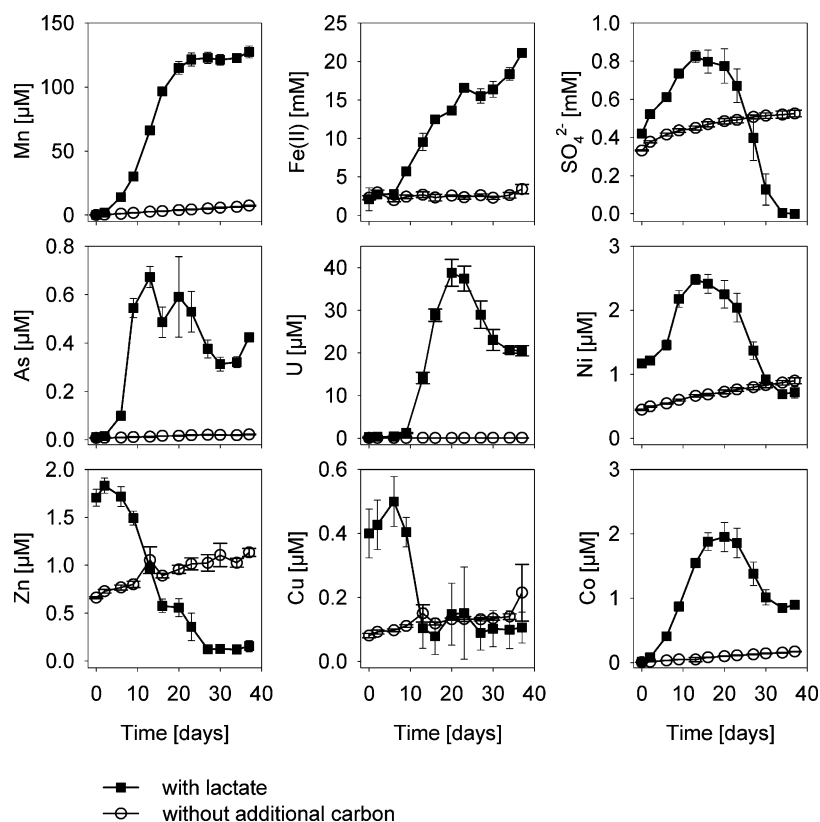 Mn [µM]
150
100
50
0
Fe(II) [mM]
25
20
15
10
5
0
SO₄²⁻ [mM]
1.0
0.8
0.6
0.4
0.2
0.0
As [µM]
0.8
0.6
0.4
0.2
0.0
U [µM]
40
30
20
10
0
Ni [µM]
3
2
1
0
Zn [µM]
2.0
1.5
1.0
0.5
0.0
0 10 20 30 40
Time [days]
Cu [µM]
0.6
0.4
0.2
0.0
0 10 20 30 40
Time [days]
Co [µM]
3
2
1
0
0 10 20 30 40
Time [days]
with lactate
without additional carbon